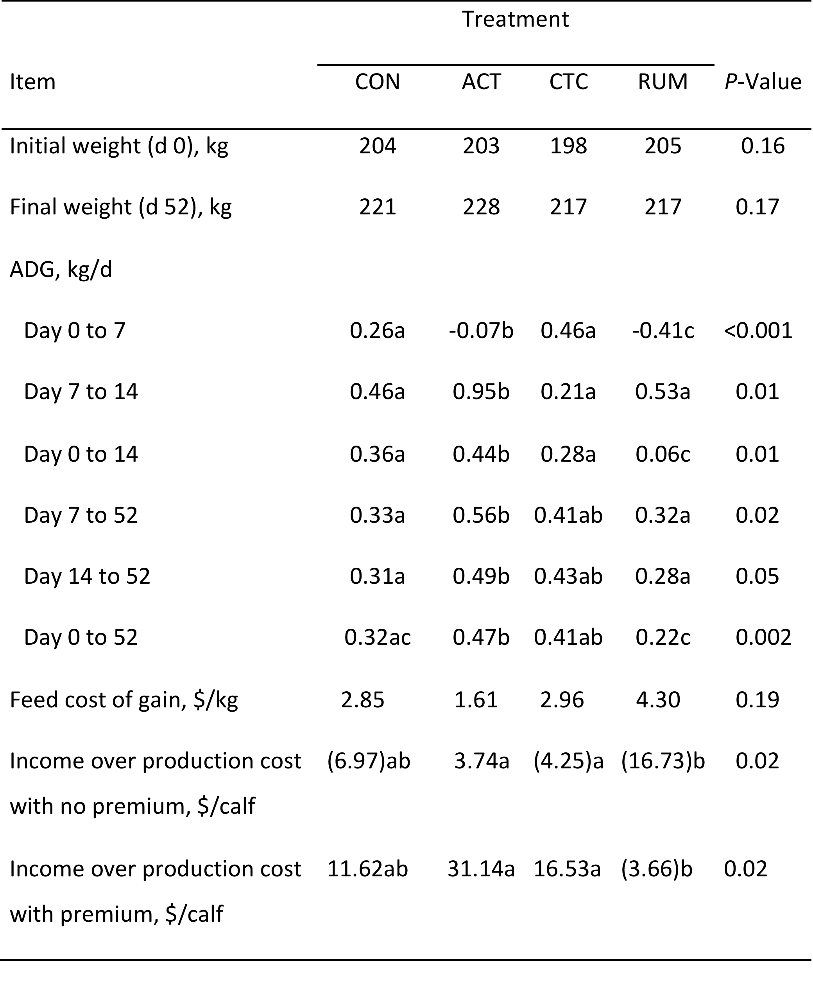 Treatment
Item CON ACT CTC RUM P-Value
Initial weight (d 0), kg 204 203 198 205 0.16
Final weight (d 52), kg 221 228 217 217 0.17
ADG, kg/d
Day 0 to 7 0.26a -0.07b 0.46a -0.41c <0.001
Day 7 to 14 0.46a 0.95b 0.21a 0.53a 0.01
Day 0 to 14 0.36a 0.44b 0.28a 0.06c 0.01
Day 7 to 52 0.33a 0.56b 0.41ab 0.32a 0.02
Day 14 to 52 0.31a 0.49b 0.43ab 0.28a 0.05
Day 0 to 52 0.32ac 0.47b 0.41ab 0.22c 0.002
Feed cost of gain, $/kg 2.85 1.61 2.96 4.30 0.19
Income over production cost (6.97)ab 3.74a (4.25)a (16.73)b 0.02
with no premium, $/calf
Income over production cost 11.62ab 31.14a 16.53a (3.66)b 0.02
with premium, $/calf